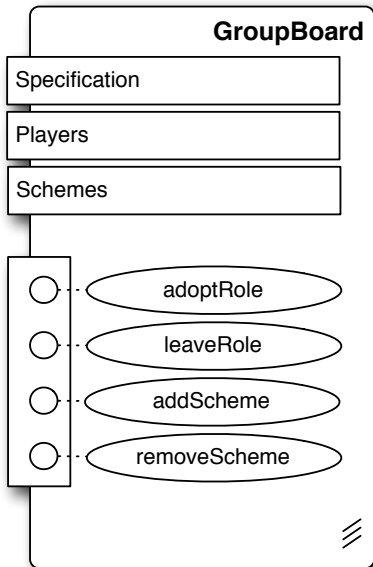 GroupBoard
Specification
Players
Schemes
adoptRole
leaveRole
addScheme
removeScheme